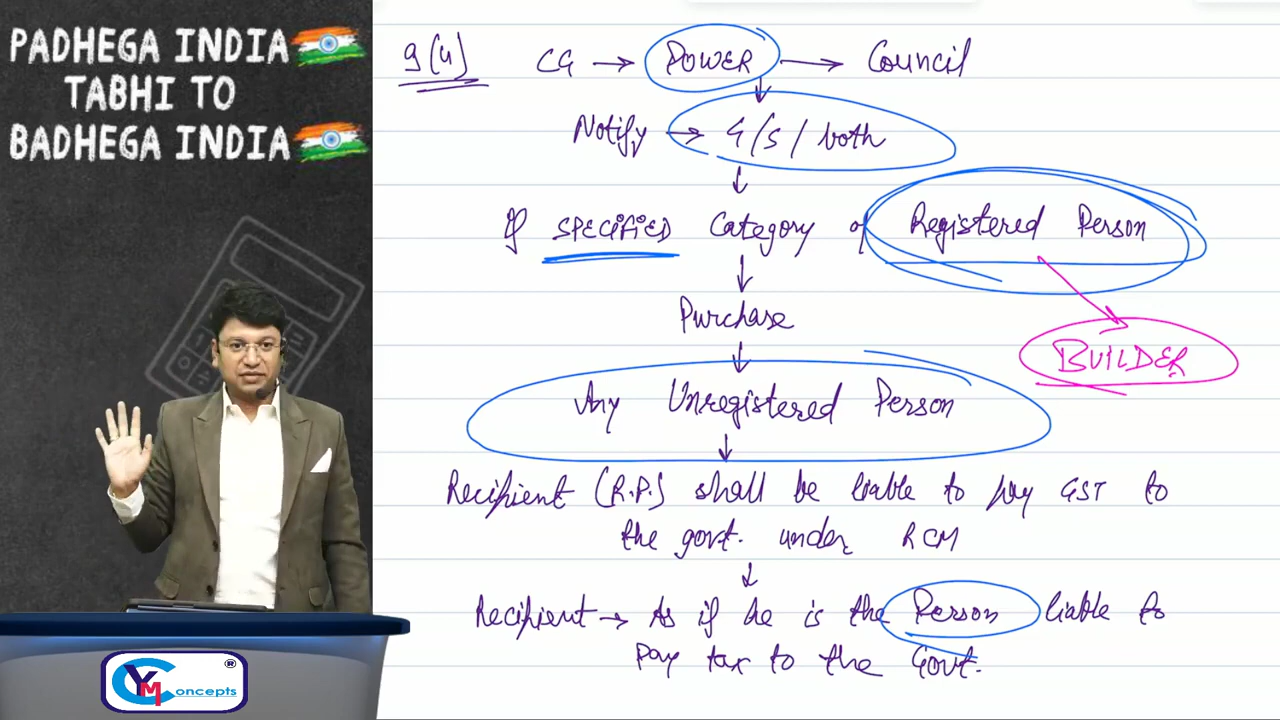 PADHEGA INDIA
TABHI TO
BADHEGA INDIA
9(4) CG → POWER → Council
Notify → G/S/both
If SPECIFIED Category of Registered Person
Purchase
BUILDER
Any Unregistered Person
Recipient (R.P.) shall be liable to pay GST to
the govt. under RCM
Recipient → As if he is the Person liable to
Pay tax to the Govt.
YMConcepts ®